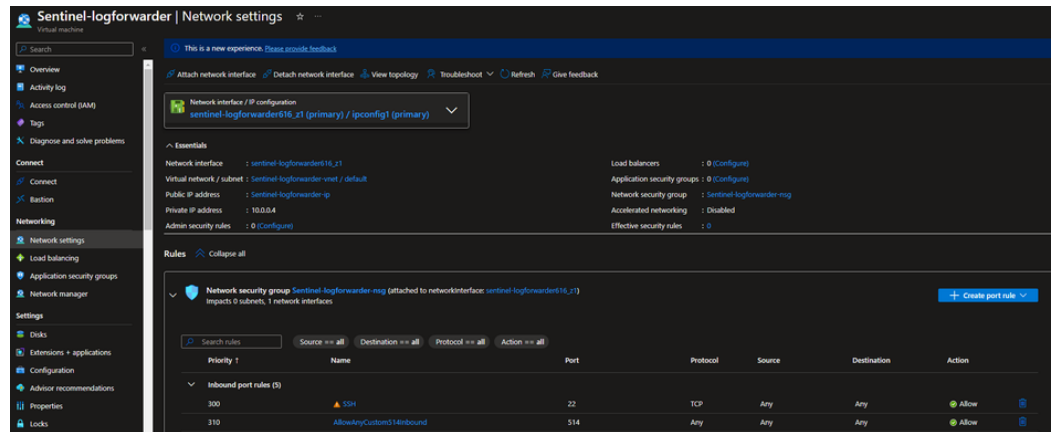 Sentinel-logforwarder | Network settings
Virtual machine
Search
This is a new experience. Please provide feedback
Overview
Activity log
Access control (IAM)
Tags
Diagnose and solve problems
Connect
Connect
Bastion
Networking
Network settings
Load balancing
Application security groups
Network manager
Settings
Disks
Extensions + applications
Configuration
Advisor recommendations
Properties
Locks
Attach network interface Detach network interface View topology Troubleshoot Refresh Give feedback
Network interface / IP configuration
sentinel-logforwarder616_z1 (primary) / ipconfig1 (primary)
Essentials
Network interface : sentinel-logforwarder616_z1
Virtual network / subnet : Sentinel-logforwarder-vnet / default
Public IP address : Sentinel-logforwarder-ip
Private IP address : 10.0.0.4
Admin security rules : 0 (Configure)
Load balancers : 0 (Configure)
Application security groups : 0 (Configure)
Network security group : Sentinel-logforwarder-nsg
Accelerated networking : Disabled
Effective security rules : 0
Rules Collapse all
Network security group Sentinel-logforwarder-nsg (attached to networkInterface: sentinel-logforwarder616_z1)
Impacts 0 subnets, 1 network interfaces
+ Create port rule
Search rules Source == all Destination == all Protocol == all Action == all
Priority ↑ Name Port Protocol Source Destination Action
Inbound port rules (5)
300 SSH 22 TCP Any Any Allow
310 AllowAnyCustom514Inbound 514 Any Any Any Allow